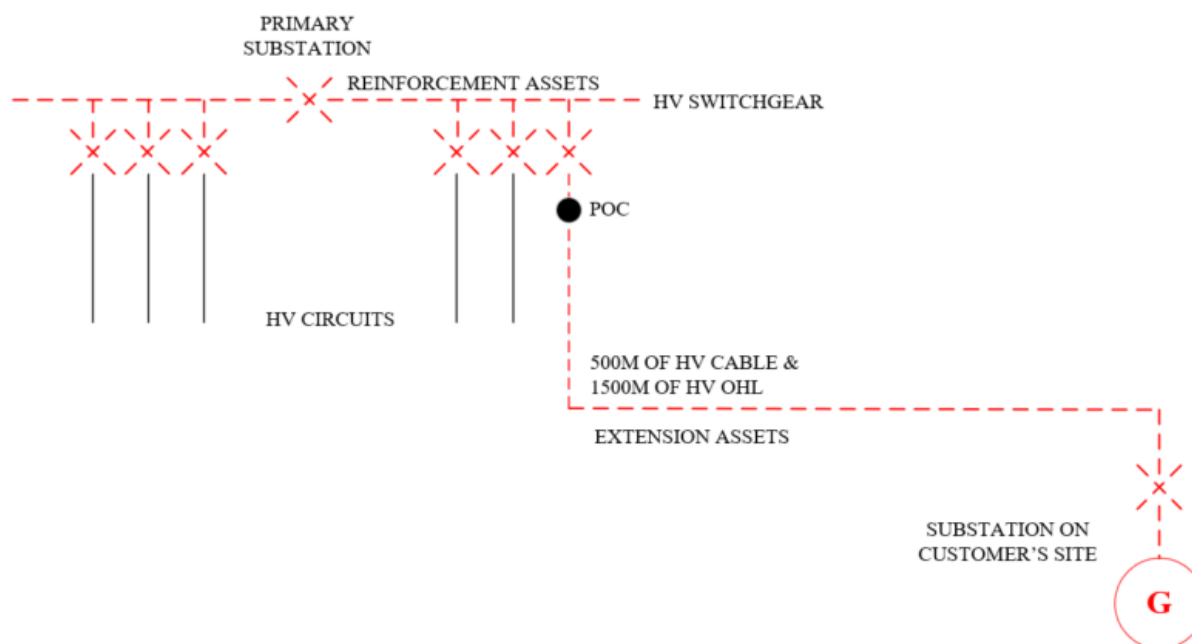 PRIMARY
SUBSTATION
REINFORCEMENT ASSETS
HV SWITCHGEAR
POC
HV CIRCUITS
500M OF HV CABLE &
1500M OF HV OHL
EXTENSION ASSETS
SUBSTATION ON
CUSTOMER'S SITE
G